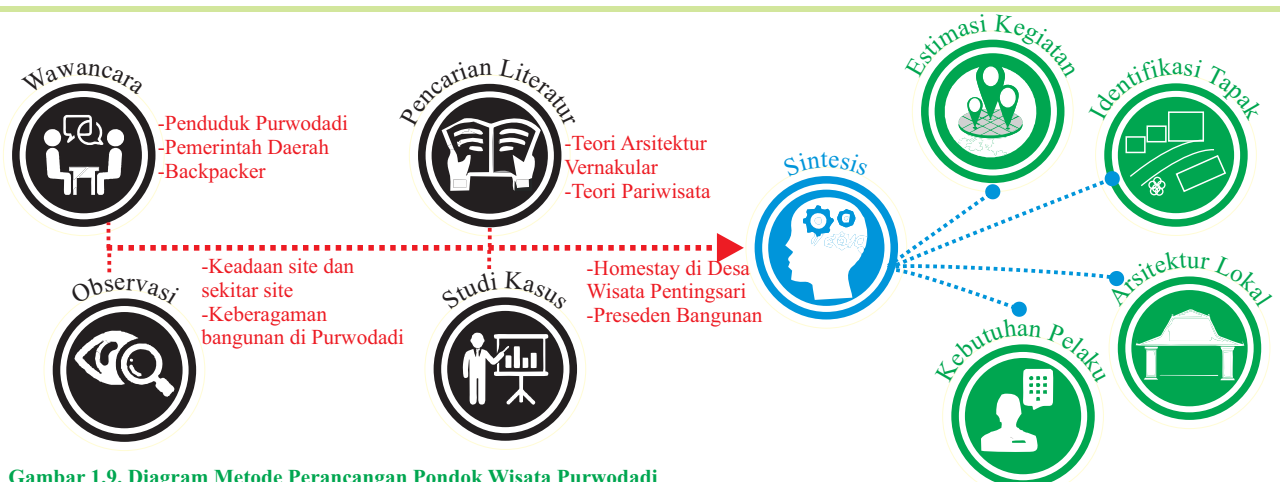 Wawancara
-Penduduk Purwodadi
-Pemerintah Daerah
-Backpacker
Pencarian Literatur
-Teori Arsitektur
Vernakular
-Teori Pariwisata
Observasi
-Keadaan site dan
sekitar site
-Keberagaman
bangunan di Purwodadi
Studi Kasus
-Homestay di Desa
Wisata Pentingsari
-Preseden Bangunan
Sintesis
Estimasi Kegiatan
Identifikasi Tapak
Arsitektur Lokal
Kebutuhan Pelaku
Gambar 1.9. Diagram Metode Perancangan Pondok Wisata Purwodadi